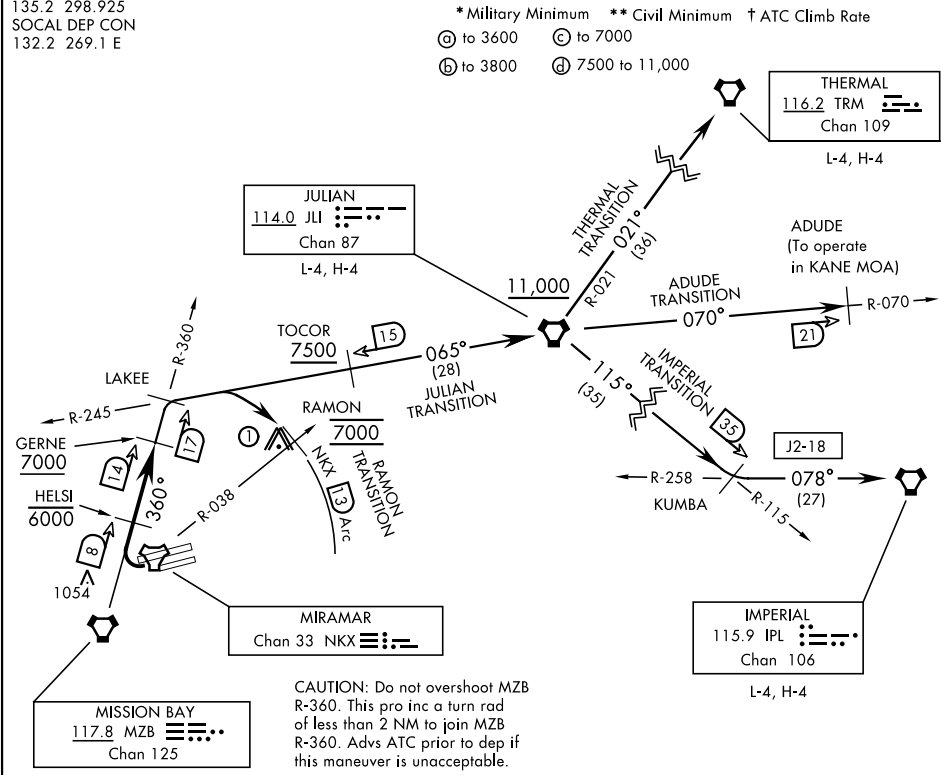 135.2 298.925
SOCAL DEP CON
132.2 269.1 E
* Military Minimum ** Civil Minimum † ATC Climb Rate
ⓐ to 3600 ⓒ to 7000
ⓑ to 3800 ⓓ 7500 to 11,000
THERMAL
116.2 TRM
Chan 109
L-4, H-4
JULIAN
114.0 JLI
Chan 87
L-4, H-4
THERMAL
TRANSITION
021°
(36)
R-021
11,000
ADUDE
(To operate
in KANE MOA)
ADUDE
TRANSITION
070°
R-070
21
TOCOR
7500
15
065°
(28)
JULIAN
TRANSITION
R-360
LAKEE
R-245
17
GERNE
7000
14
HELSI
6000
360°
8
1054
1
RAMON
7000
RAMON
TRANSITION
NKX 13 Arc
R-038
115°
(35)
IMPERIAL
TRANSITION
35
J2-18
078°
(27)
R-258
KUMBA
R-115
MIRAMAR
Chan 33 NKX
IMPERIAL
115.9 IPL
Chan 106
L-4, H-4
MISSION BAY
117.8 MZB
Chan 125
CAUTION: Do not overshoot MZB
R-360. This pro inc a turn rad
of less than 2 NM to join MZB
R-360. Advs ATC prior to dep if
this maneuver is unacceptable.